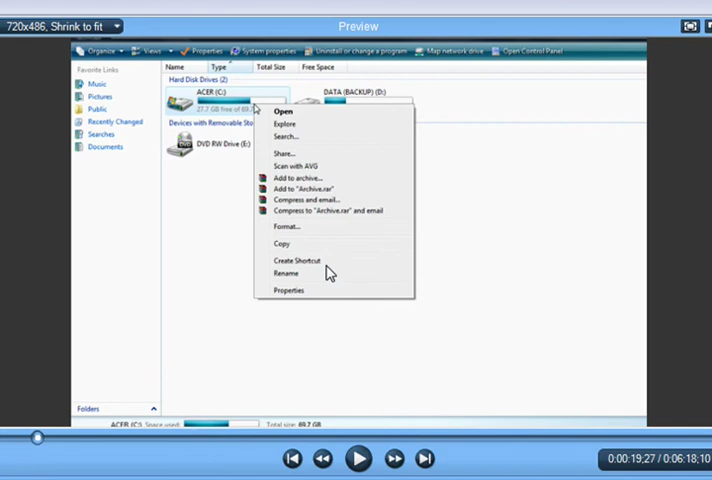 720x486, Shrink to fit
Preview
Organize Views Properties System properties Uninstall or change a program Map network drive Open Control Panel
Favorite Links
Music
Pictures
Public
Recently Changed
Searches
Documents
Folders
Name Type Total Size Free Space
Hard Disk Drives (2)
ACER (C:)
27.7 GB free of 69.
DATA (BACKUP) (D:)
Devices with Removable Sto
DVD RW Drive (E:)
DVD
Open
Explore
Search...
Share...
Scan with AVG
Add to archive...
Add to "Archive.rar"
Compress and email...
Compress to "Archive.rar" and email
Format...
Copy
Create Shortcut
Rename
Properties
ACER (C:) Space used: Total size: 69.7 GB
0:00:19;27 / 0:06:18;10